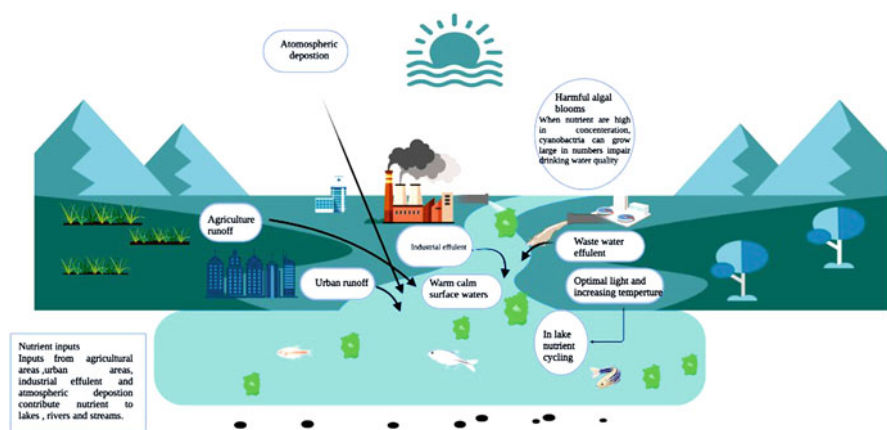 Atomospheric
depostion
Harmful algal
blooms
When nutrient are high
in concenteration,
cyanobactria can grow
large in numbers impair
drinking water quality
Agriculture
runoff
Industrial effulent
Waste water
effulent
Urban runoff
Warm calm
surface waters
Optimal light and
increasing temperture
In lake
nutrient
cycling
Nutrient inputs
Inputs from agricultural
areas ,urban areas,
industrial effulent and
atmospheric depostion
contribute nutrient to
lakes , rivers and streams.